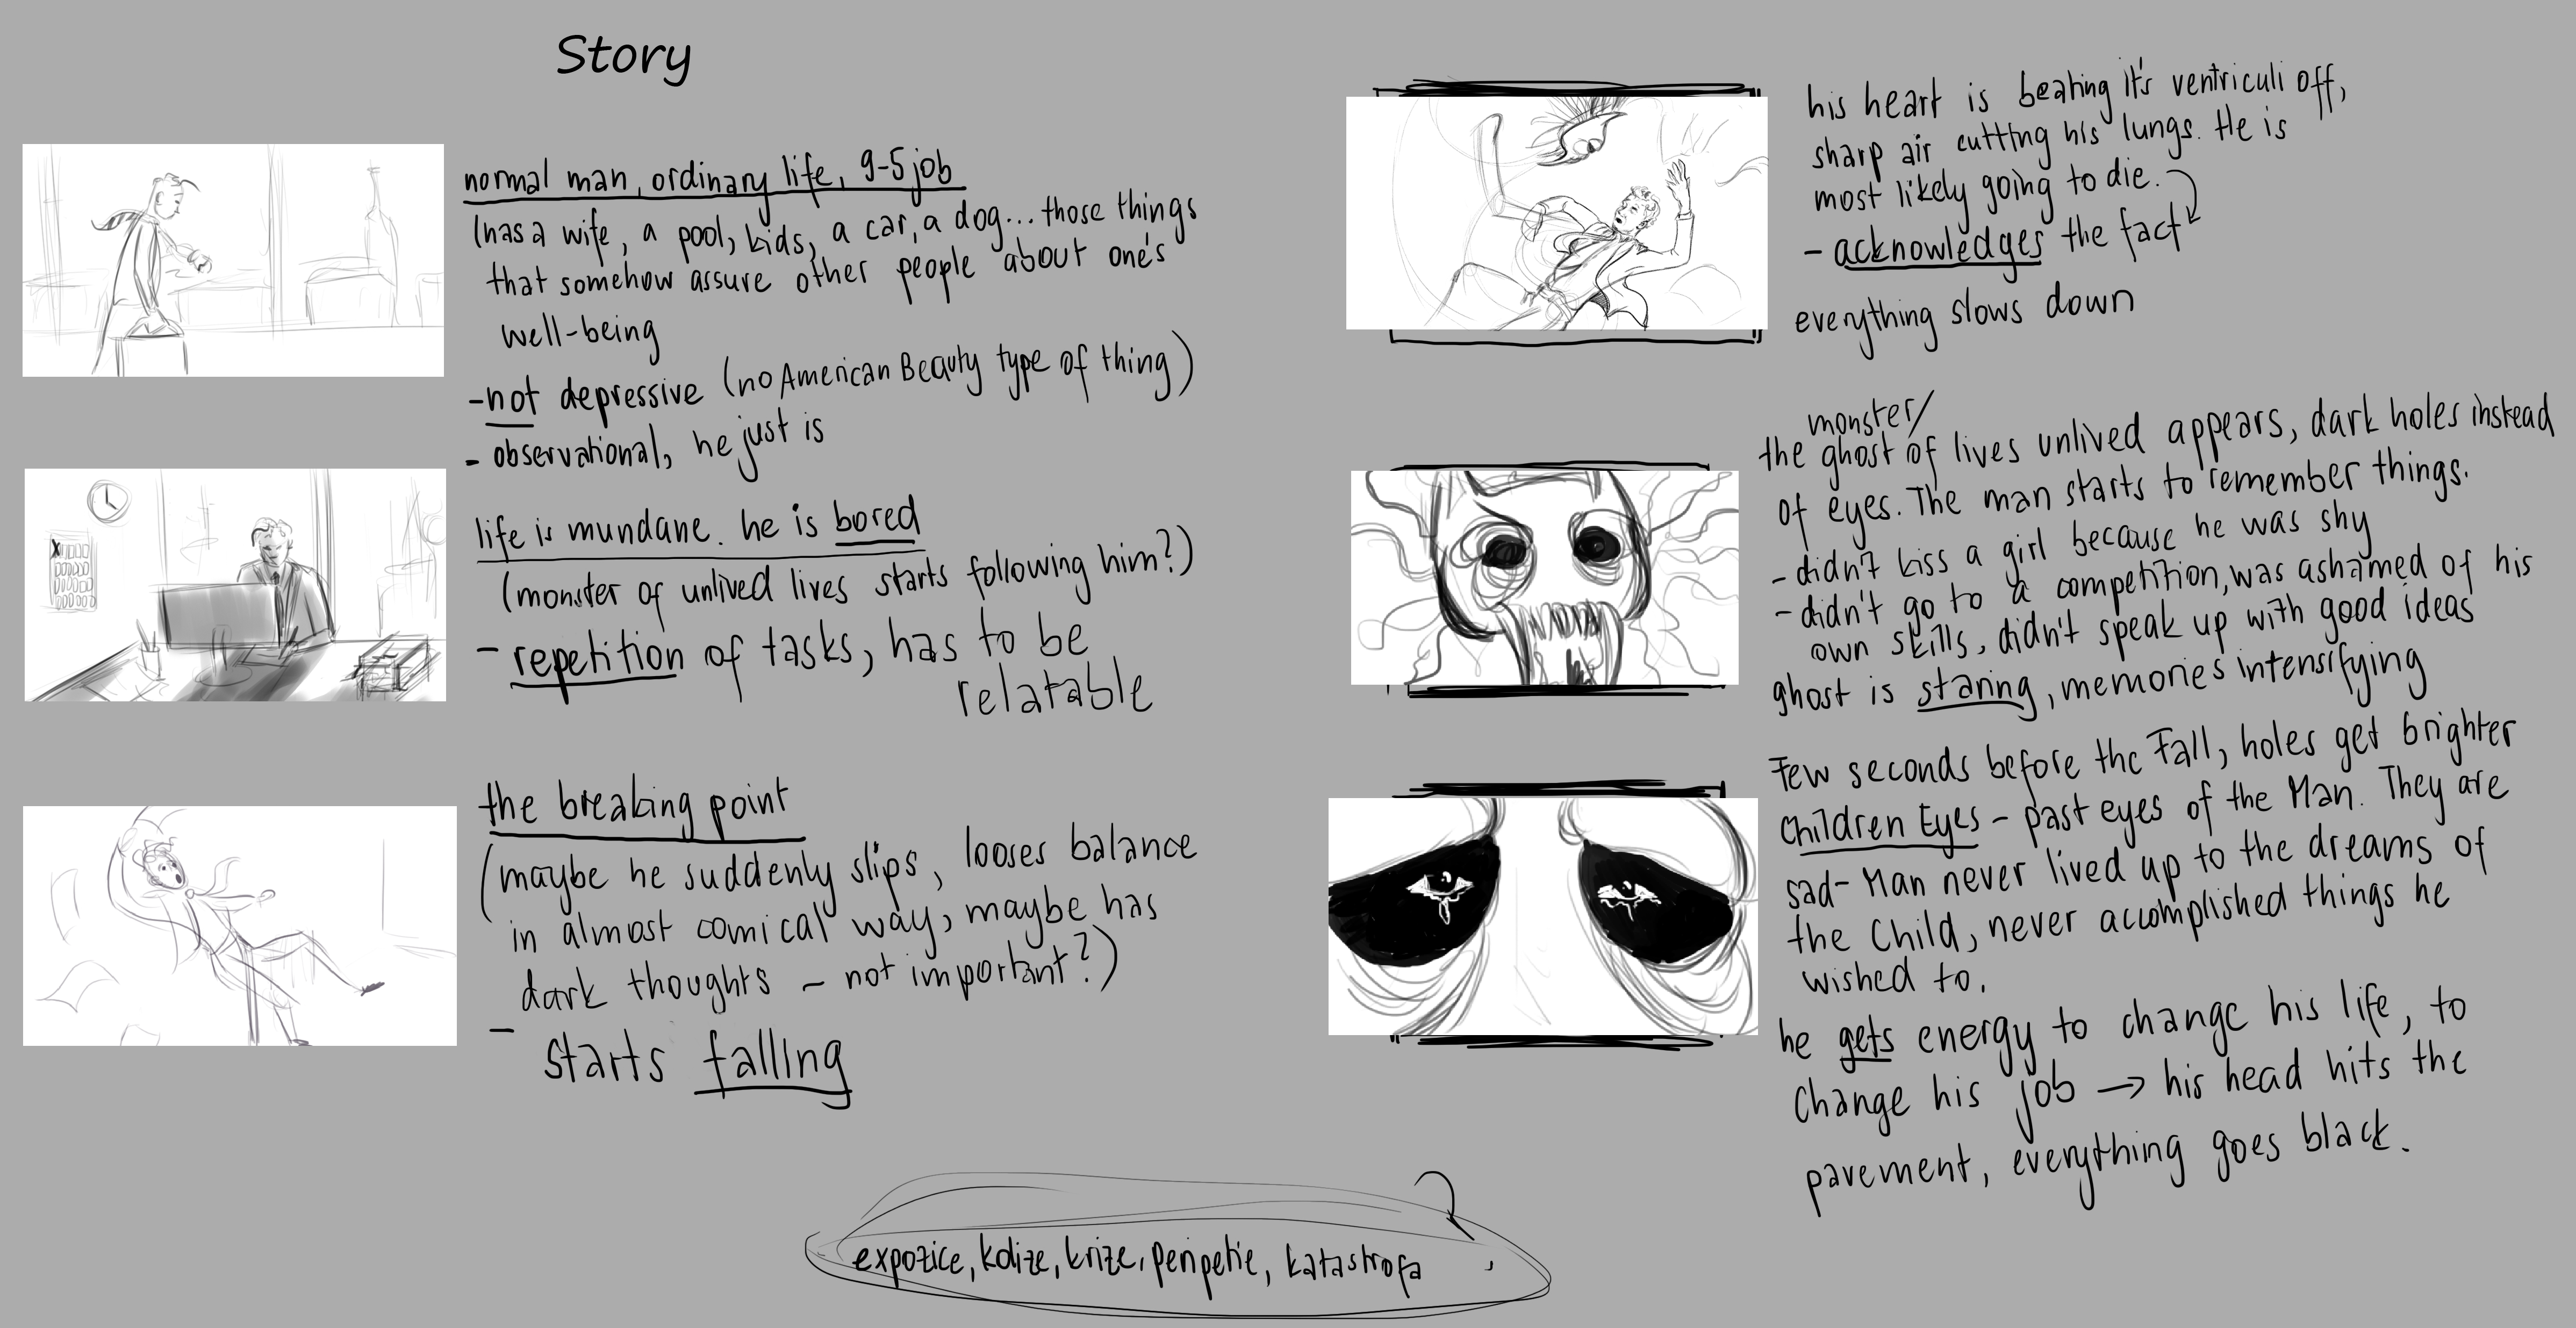 Story
normal man, ordinary life, 9-5 job
(has a wife, a pool, kids, a car, a dog... those things
that somehow assure other people about one's
well-being
-not depressive (no American Beauty type of thing)
- observational, he just is
life is mundane. he is bored
(monster of unlived lives starts following him?)
- repetition of tasks, has to be
relatable
the breaking point
(maybe he suddenly slips, looses balance
in almost comical way, maybe has
dark thoughts - not important?)
-
starts falling
his heart is beating it's ventriculi off,
sharp air cutting his lungs. He is
most likely going to die.
- acknowledges the fact
everything slows down
monster/
the ghost of lives unlived appears, dark holes instead
of eyes. The man starts to remember things.
- didn't kiss a girl because he was shy
- didn't go to a competition, was ashamed of his
own skills, didn't speak up with good ideas
ghost is staring, memories intensifying
Few seconds before the Fall, holes get brighter
Children Eyes - past eyes of the Man. They are
sad- Man never lived up to the dreams of
the Child, never accomplished things he
wished to.
he gets energy to change his life, to
change his job → his head hits the
pavement, everything goes black.
expozice, kolize, krize, peripetie, katastrofa